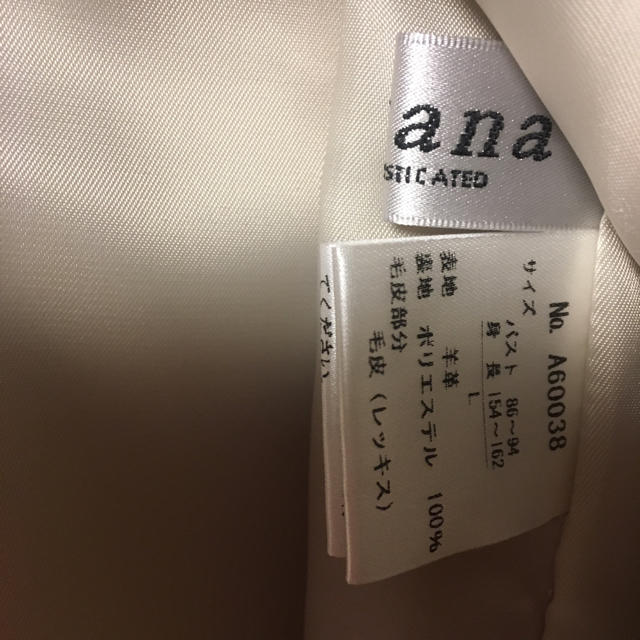 ana
STICATED
No. A60038
サイズ
バスト 86～94
身長 154～162
L
表地 羊革
裏地 ポリエステル 100%
毛皮部分
毛皮（レッキス）
てください